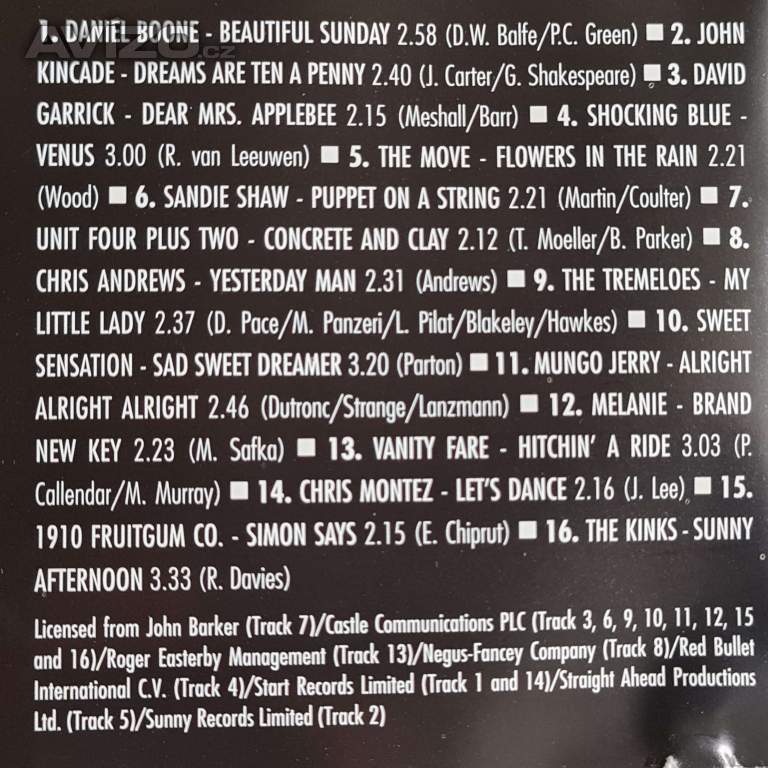 Avizo.cz
1. DANIEL BOONE - BEAUTIFUL SUNDAY 2.58 (D.W. Balfe/P.C. Green) ■ 2. JOHN
KINCADE - DREAMS ARE TEN A PENNY 2.40 (J. Carter/G. Shakespeare) ■ 3. DAVID
GARRICK - DEAR MRS. APPLEBEE 2.15 (Meshall/Barr) ■ 4. SHOCKING BLUE -
VENUS 3.00 (R. van Leeuwen) ■ 5. THE MOVE - FLOWERS IN THE RAIN 2.21
(Wood) ■ 6. SANDIE SHAW - PUPPET ON A STRING 2.21 (Martin/Coulter) ■ 7.
UNIT FOUR PLUS TWO - CONCRETE AND CLAY 2.12 (T. Moeller/B. Parker) ■ 8.
CHRIS ANDREWS - YESTERDAY MAN 2.31 (Andrews) ■ 9. THE TREMELOES - MY
LITTLE LADY 2.37 (D. Pace/M. Panzeri/L. Pilat/Blakeley/Hawkes) ■ 10. SWEET
SENSATION - SAD SWEET DREAMER 3.20 (Parton) ■ 11. MUNGO JERRY - ALRIGHT
ALRIGHT ALRIGHT 2.46 (Dutronc/Strange/Lanzmann) ■ 12. MELANIE - BRAND
NEW KEY 2.23 (M. Safka) ■ 13. VANITY FARE - HITCHIN' A RIDE 3.03 (P.
Callendar/M. Murray) ■ 14. CHRIS MONTEZ - LET'S DANCE 2.16 (J. Lee) ■ 15.
1910 FRUITGUM CO. - SIMON SAYS 2.15 (E. Chiprut) ■ 16. THE KINKS - SUNNY
AFTERNOON 3.33 (R. Davies)
Licensed from John Barker (Track 7)/Castle Communications PLC (Track 3, 6, 9, 10, 11, 12, 15
and 16)/Roger Easterby Management (Track 13)/Negus-Fancey Company (Track 8)/Red Bullet
International C.V. (Track 4)/Start Records Limited (Track 1 and 14)/Straight Ahead Productions
Ltd. (Track 5)/Sunny Records Limited (Track 2)